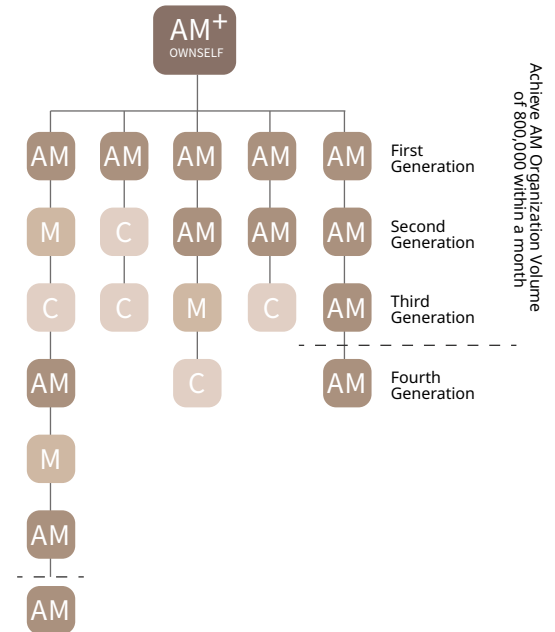 AM+
OWNSELF
AM AM AM AM AM
First
Generation
M C AM AM AM
Second
Generation
C C M C AM
Third
Generation
AM C AM
Fourth
Generation
M
AM
AM
Achieve AM Organization Volume
of 800,000 within a month